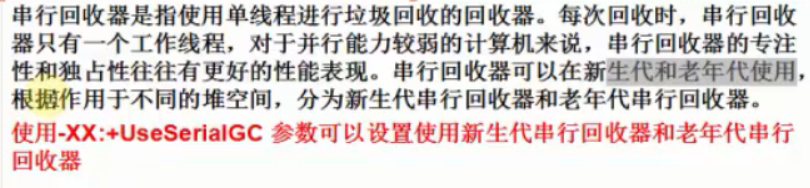 串行回收器是指使用单线程进行垃圾回收的回收器。每次回收时，串行回收
器只有一个工作线程，对于并行能力较弱的计算机来说，串行回收器的专注
性和独占性往往有更好的性能表现。串行回收器可以在新生代和老年代使用，
根据作用于不同的堆空间，分为新生代串行回收器和老年代串行回收器。
使用-XX:+UseSerialGC 参数可以设置使用新生代串行回收器和老年代串行
回收器